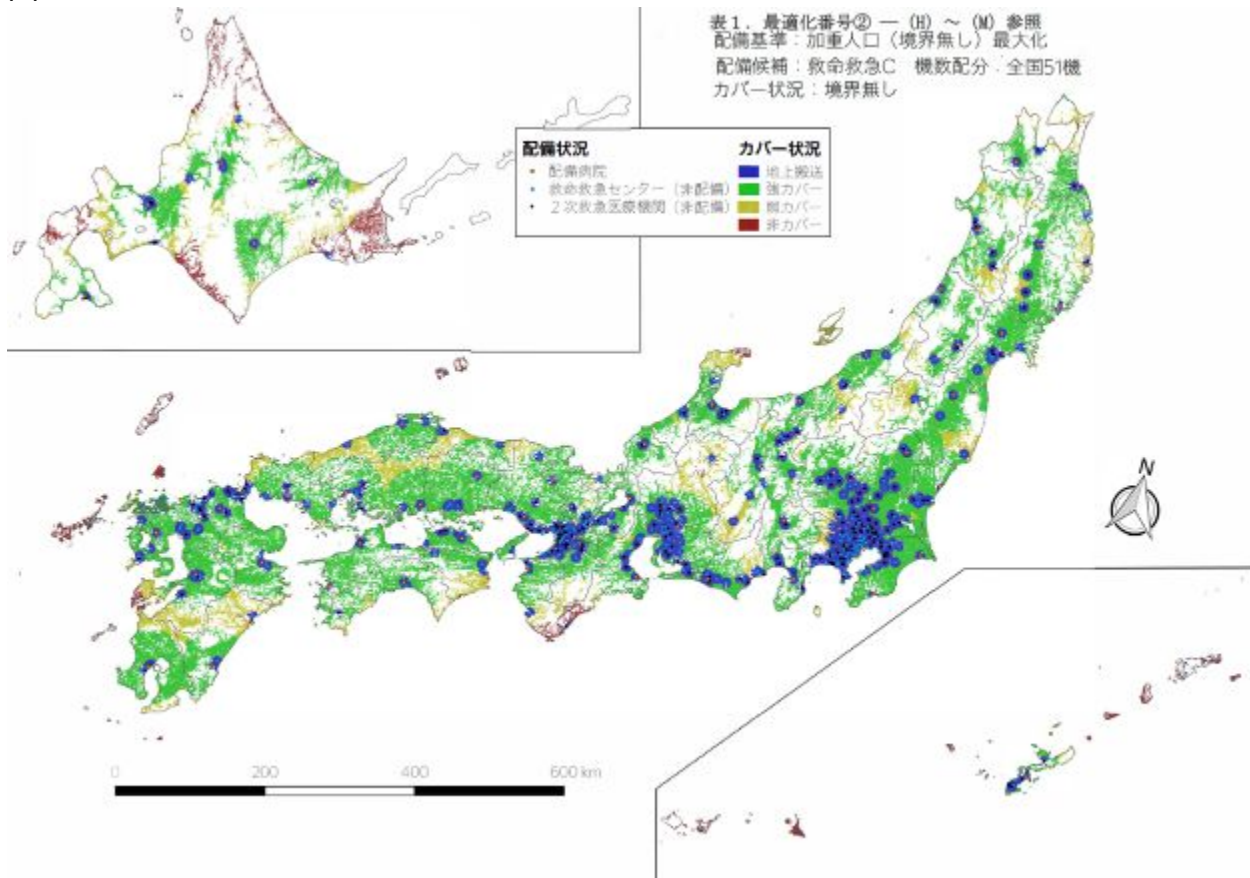 表1. 最適化番号② ― (H) ～ (M) 参照
配備基準：加重人口（境界無し）最大化
配備候補：救命救急C　機数配分：全国51機
カバー状況：境界無し
配備状況
配備病院
救命救急センター（非配備）
2次救急医療機関（非配備）
カバー状況
地上搬送
強カバー
弱カバー
非カバー
N
0 200 400 600 km